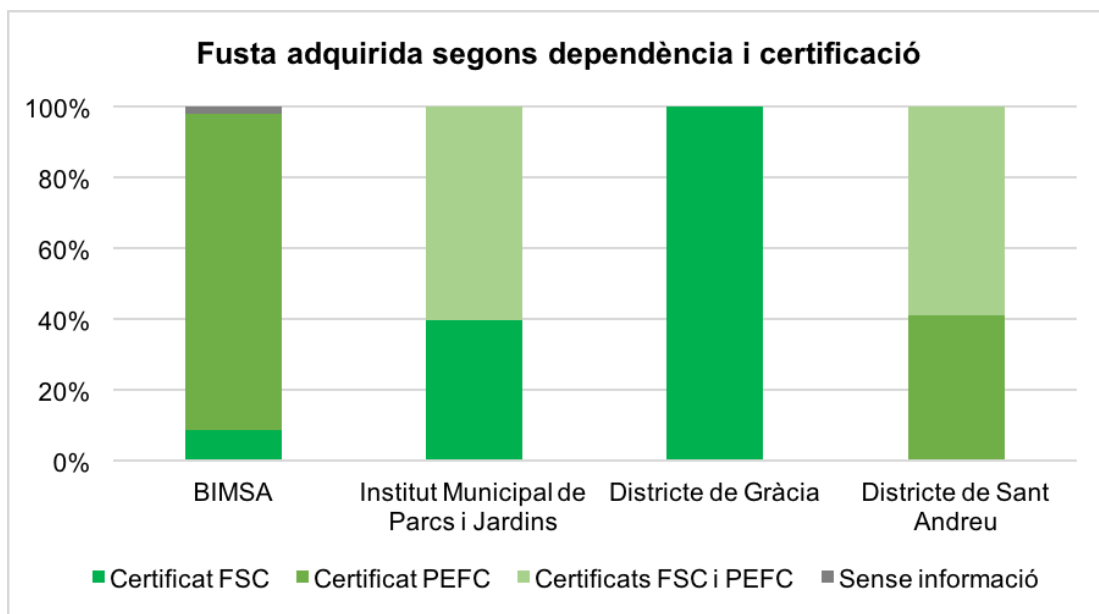 Fusta adquirida segons dependència i certificació
100%
80%
60%
40%
20%
0%
BIMSA
Institut Municipal de
Parcs i Jardins
Districte de Gràcia
Districte de Sant
Andreu
Certificat FSC
Certificat PEFC
Certificats FSC i PEFC
Sense informació